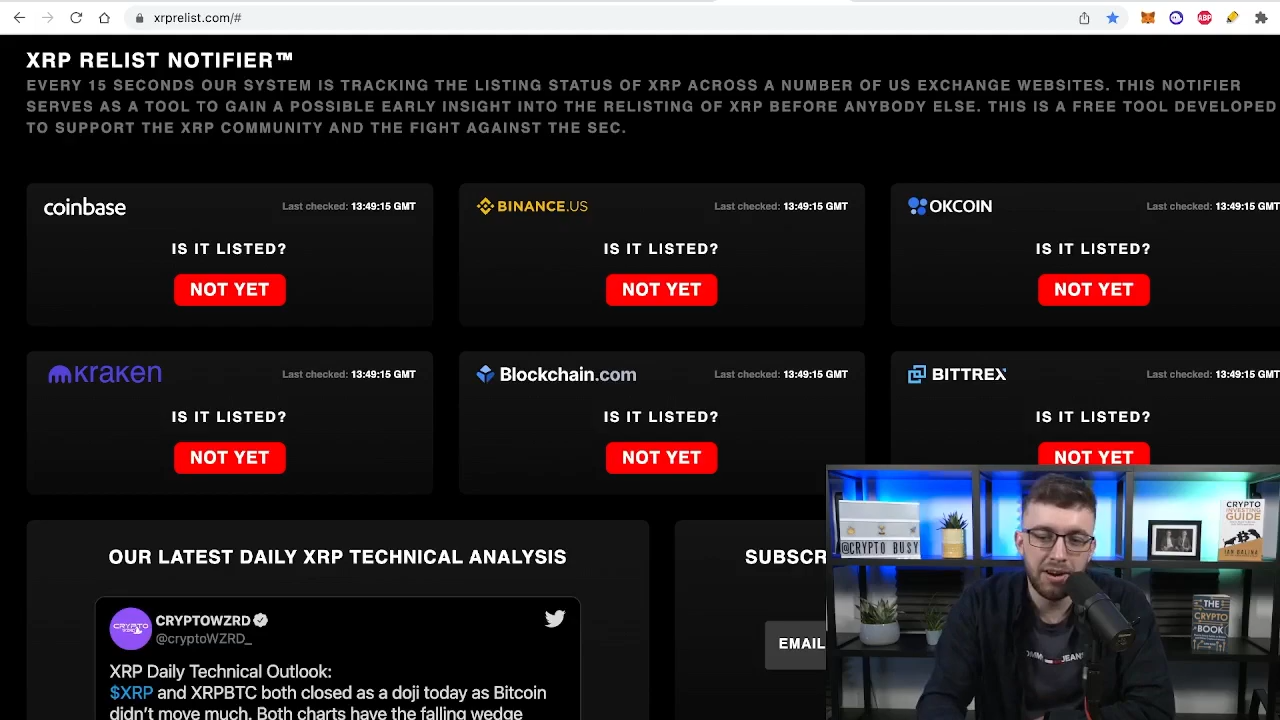 xrprelist.com/#
ABP
XRP RELIST NOTIFIER™
EVERY 15 SECONDS OUR SYSTEM IS TRACKING THE LISTING STATUS OF XRP ACROSS A NUMBER OF US EXCHANGE WEBSITES. THIS NOTIFIER
SERVES AS A TOOL TO GAIN A POSSIBLE EARLY INSIGHT INTO THE RELISTING OF XRP BEFORE ANYBODY ELSE. THIS IS A FREE TOOL DEVELOPED
TO SUPPORT THE XRP COMMUNITY AND THE FIGHT AGAINST THE SEC.
coinbase Last checked: 13:49:15 GMT
IS IT LISTED?
NOT YET
BINANCE.US Last checked: 13:49:15 GMT
IS IT LISTED?
NOT YET
OKCOIN Last checked: 13:49:15 GMT
IS IT LISTED?
NOT YET
kraken Last checked: 13:49:15 GMT
IS IT LISTED?
NOT YET
Blockchain.com Last checked: 13:49:15 GMT
IS IT LISTED?
NOT YET
BITTREX Last checked: 13:49:15 GMT
IS IT LISTED?
NOT YET
OUR LATEST DAILY XRP TECHNICAL ANALYSIS
CRYPTOWZRD
@cryptoWZRD_
XRP Daily Technical Outlook:
$XRP and XRPBTC both closed as a doji today as Bitcoin
didn't move much. Both charts have the falling wedge
SUBSCR
EMAIL
@CRYPTO BUSY
CRYPTO
INVESTING
GUIDE
IAN BALINA
THE
CRYPTO
BOOK
JEANS